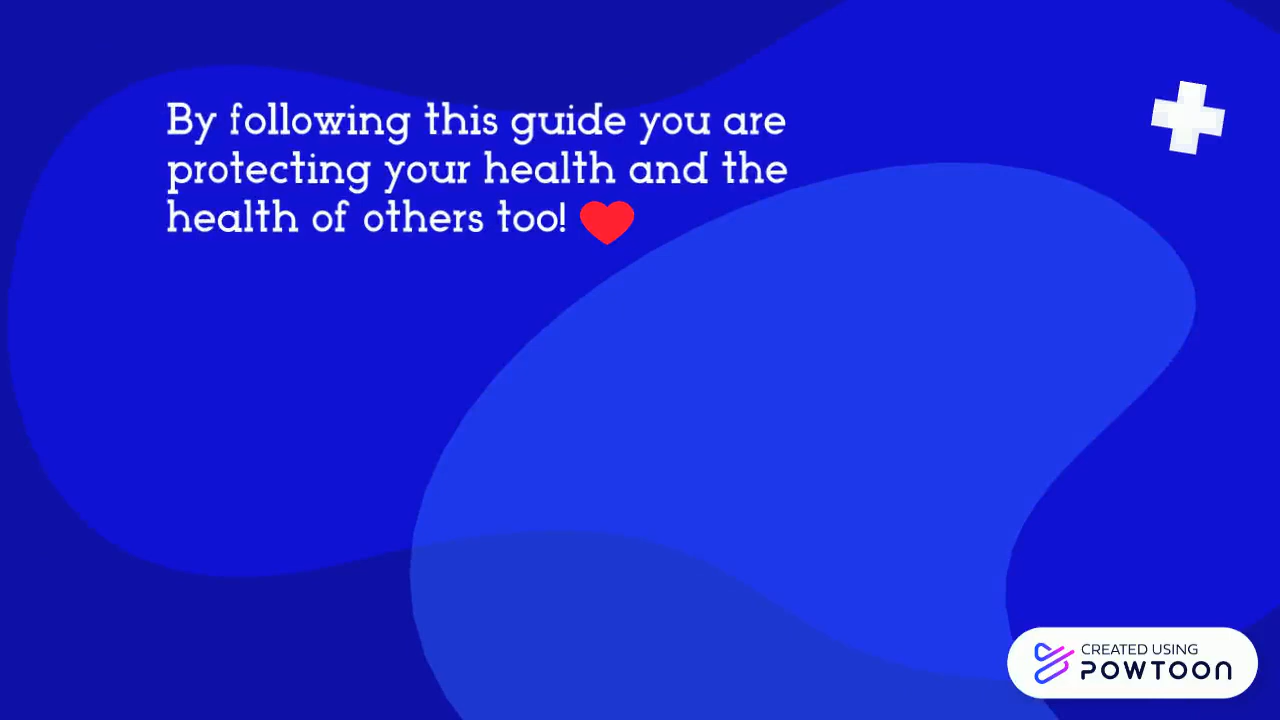 By following this guide you are
protecting your health and the
health of others too!
CREATED USING
POWTOON